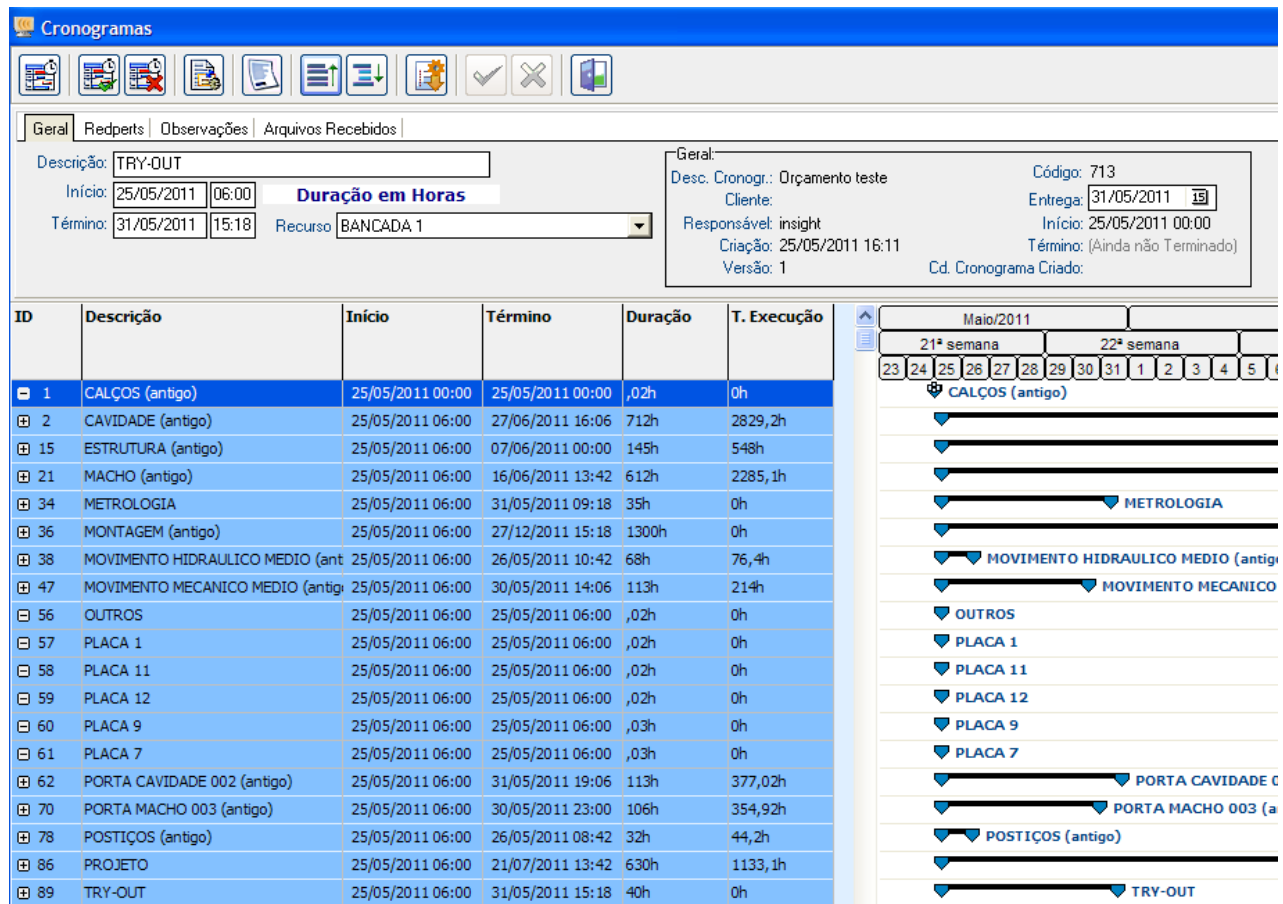 Cronogramas
Geral Redperts Observações Arquivos Recebidos
Descrição: TRY-OUT
Início: 25/05/2011 06:00 Duração em Horas
Término: 31/05/2011 15:18 Recurso BANCADA 1
Geral:
Desc. Cronogr.: Orçamento teste Código: 713
Cliente: Entrega: 31/05/2011 15
Responsável: insight Início: 25/05/2011 00:00
Criação: 25/05/2011 16:11 Término: (Ainda não Terminado)
Versão: 1 Cd. Cronograma Criado:
ID Descrição Início Término Duração T. Execução
Maio/2011
21ª semana 22ª semana
23 24 25 26 27 28 29 30 31 1 2 3 4 5
1 CALÇOS (antigo) 25/05/2011 00:00 25/05/2011 00:00 ,02h 0h CALÇOS (antigo)
2 CAVIDADE (antigo) 25/05/2011 06:00 27/06/2011 16:06 712h 2829,2h
15 ESTRUTURA (antigo) 25/05/2011 06:00 07/06/2011 00:00 145h 548h
21 MACHO (antigo) 25/05/2011 06:00 16/06/2011 13:42 612h 2285,1h
34 METROLOGIA 25/05/2011 06:00 31/05/2011 09:18 35h 0h METROLOGIA
36 MONTAGEM (antigo) 25/05/2011 06:00 27/12/2011 15:18 1300h 0h
38 MOVIMENTO HIDRAULICO MEDIO (ant 25/05/2011 06:00 26/05/2011 10:42 68h 76,4h MOVIMENTO HIDRAULICO MEDIO (antigo
47 MOVIMENTO MECANICO MEDIO (antig 25/05/2011 06:00 30/05/2011 14:06 113h 214h MOVIMENTO MECANICO
56 OUTROS 25/05/2011 06:00 25/05/2011 06:00 ,02h 0h OUTROS
57 PLACA 1 25/05/2011 06:00 25/05/2011 06:00 ,02h 0h PLACA 1
58 PLACA 11 25/05/2011 06:00 25/05/2011 06:00 ,02h 0h PLACA 11
59 PLACA 12 25/05/2011 06:00 25/05/2011 06:00 ,02h 0h PLACA 12
60 PLACA 9 25/05/2011 06:00 25/05/2011 06:00 ,03h 0h PLACA 9
61 PLACA 7 25/05/2011 06:00 25/05/2011 06:00 ,03h 0h PLACA 7
62 PORTA CAVIDADE 002 (antigo) 25/05/2011 06:00 31/05/2011 19:06 113h 377,02h PORTA CAVIDADE 0
70 PORTA MACHO 003 (antigo) 25/05/2011 06:00 30/05/2011 23:00 106h 354,92h PORTA MACHO 003 (a
78 POSTIÇOS (antigo) 25/05/2011 06:00 26/05/2011 08:42 32h 44,2h POSTIÇOS (antigo)
86 PROJETO 25/05/2011 06:00 21/07/2011 13:42 630h 1133,1h
89 TRY-OUT 25/05/2011 06:00 31/05/2011 15:18 40h 0h TRY-OUT